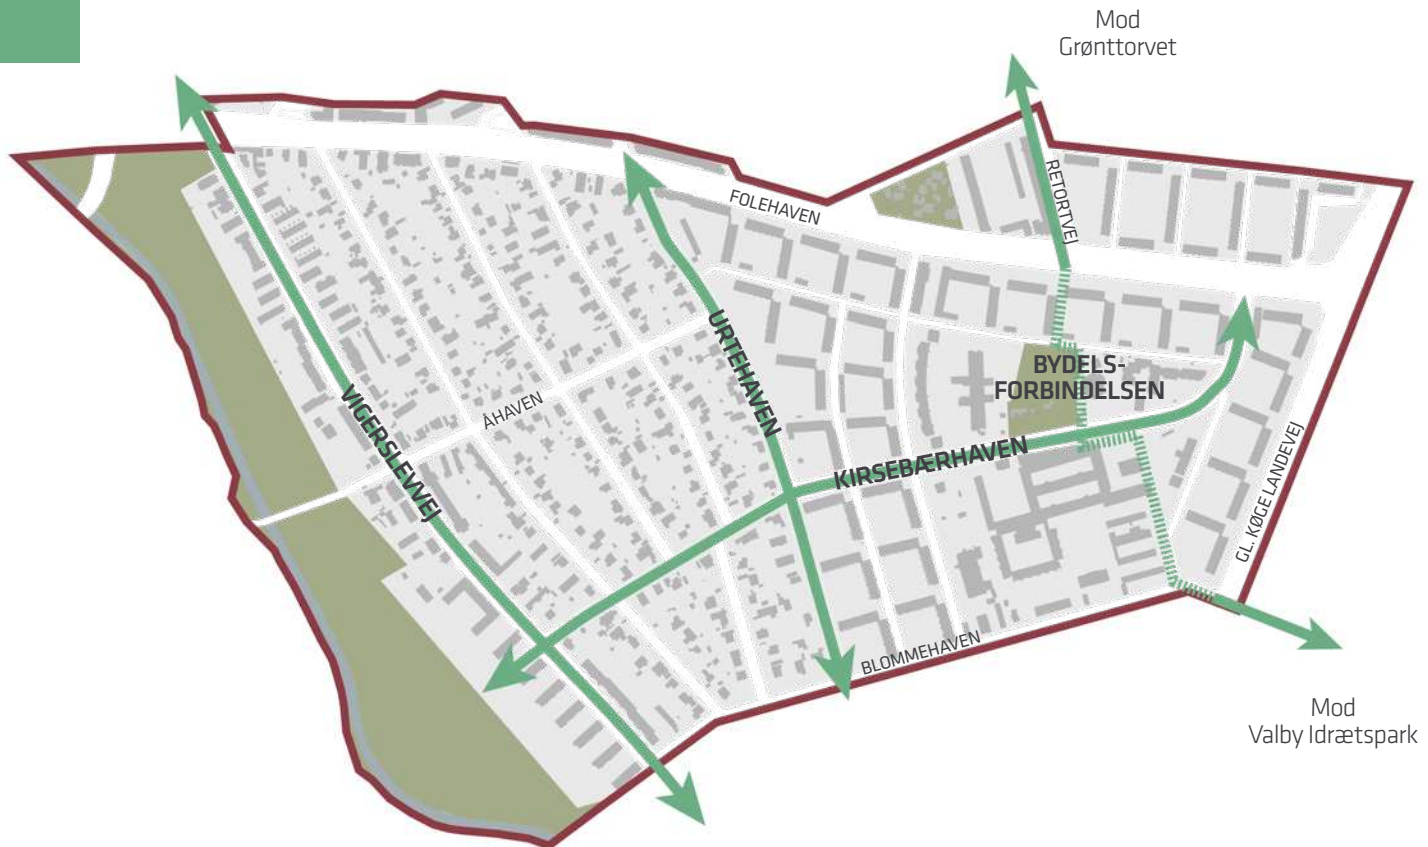 Mod
Grønttorvet
RETORTVEJ
FOLEHAVEN
URTEHAVEN
BYDELS-
FORBINDELSEN
VIGERSLEVVEJ
ÅHAVEN
KIRSEBÆRHAVEN
GL. KØGE LANDEVEJ
BLOMMEHAVEN
Mod
Valby Idrætspark